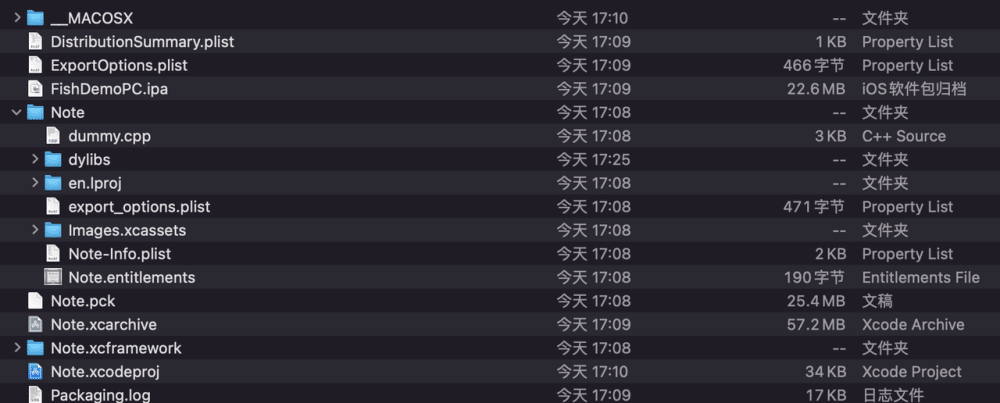 __MACOSX 今天 17:10 -- 文件夹
DistributionSummary.plist 今天 17:09 1 KB Property List
ExportOptions.plist 今天 17:09 466字节 Property List
FishDemoPC.ipa 今天 17:09 22.6 MB iOS软件包归档
Note 今天 17:08 -- 文件夹
dummy.cpp 今天 17:08 3 KB C++ Source
dylibs 今天 17:25 -- 文件夹
en.lproj 今天 17:08 -- 文件夹
export_options.plist 今天 17:08 471字节 Property List
Images.xcassets 今天 17:08 -- 文件夹
Note-Info.plist 今天 17:08 2 KB Property List
Note.entitlements 今天 17:08 190字节 Entitlements File
Note.pck 今天 17:08 25.4 MB 文稿
Note.xcarchive 今天 17:09 57.2 MB Xcode Archive
Note.xcframework 今天 17:08 -- 文件夹
Note.xcodeproj 今天 17:10 34 KB Xcode Project
Packaging.log 今天 17:09 17 KB 日志文件